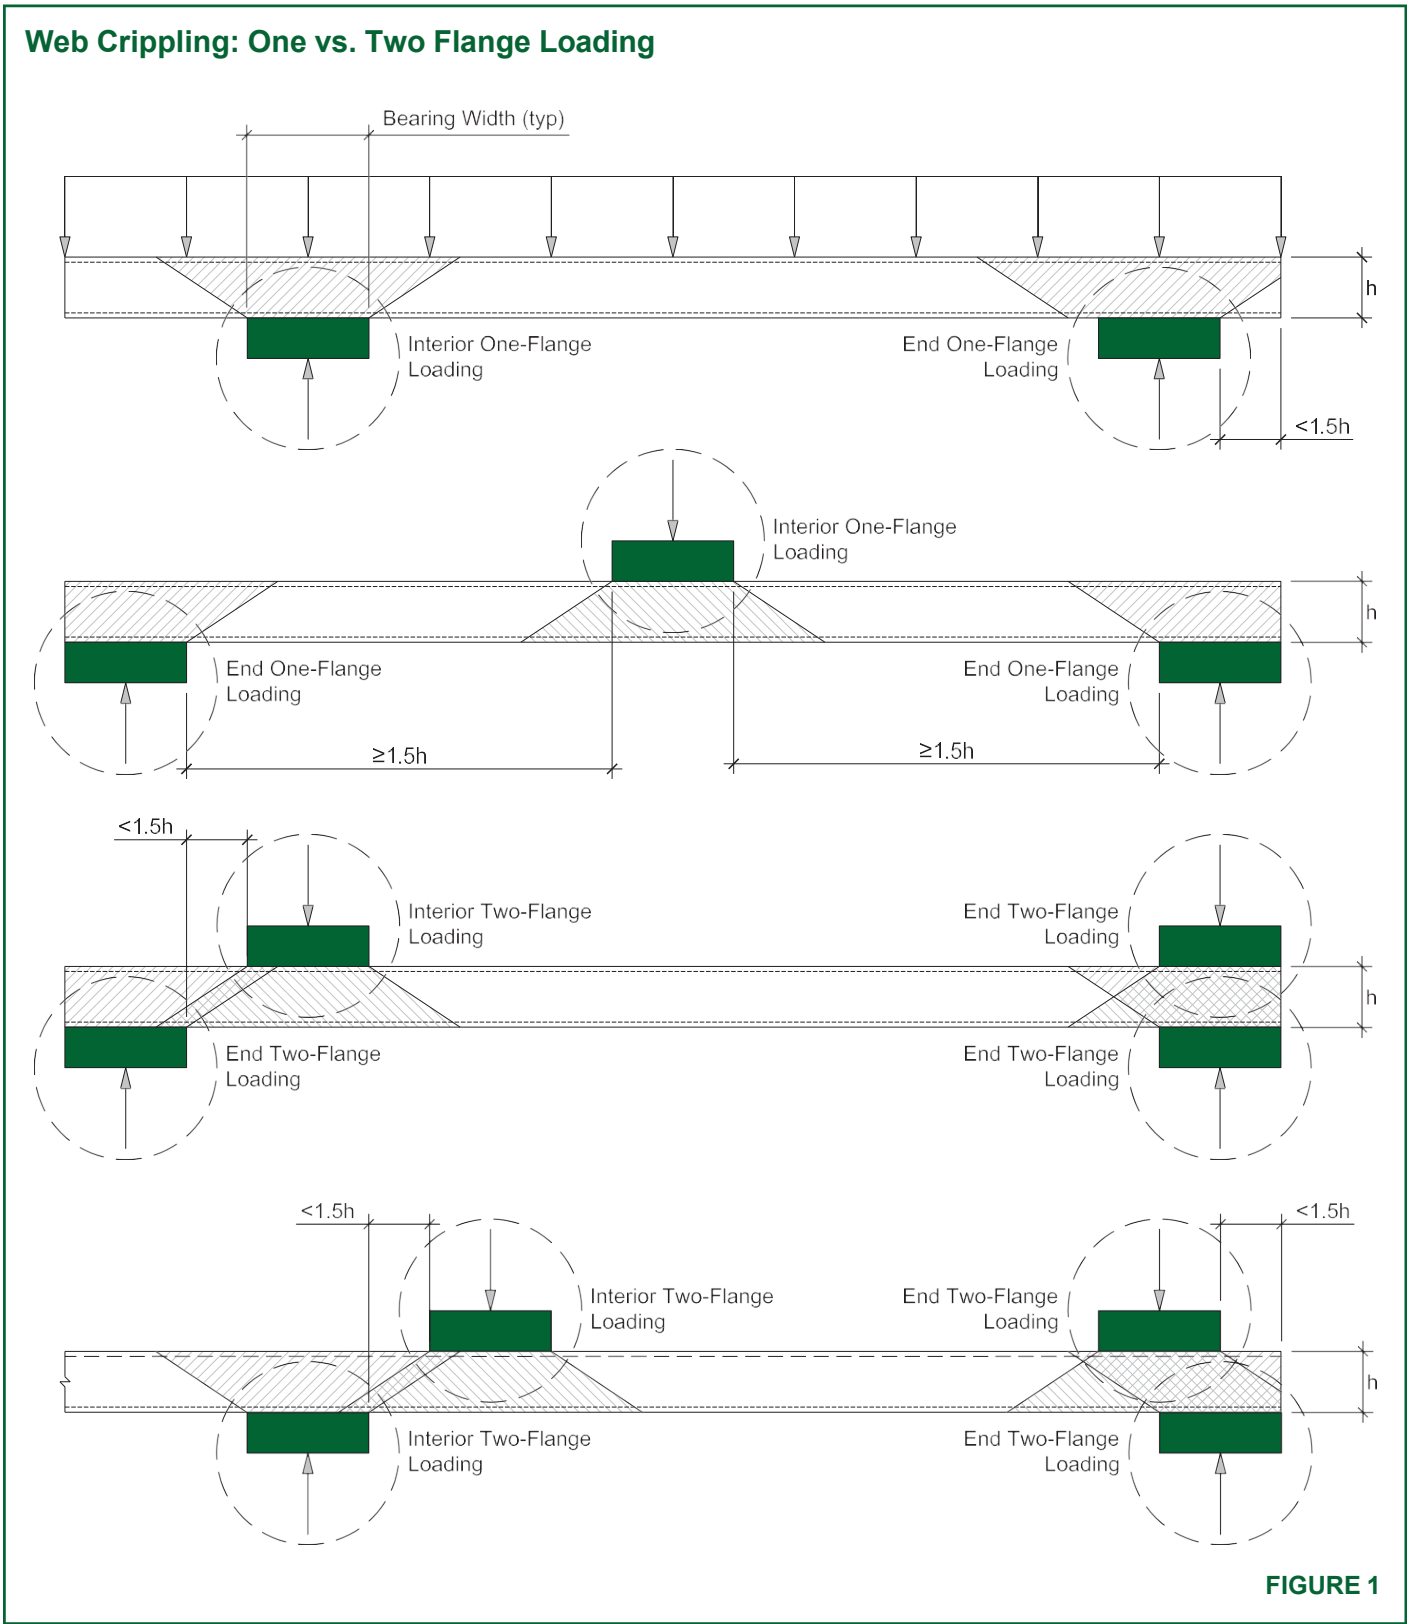 Web Crippling: One vs. Two Flange Loading
Bearing Width (typ)
h
Interior One-Flange
Loading
End One-Flange
Loading
<1.5h
Interior One-Flange
Loading
h
End One-Flange
Loading
End One-Flange
Loading
≥1.5h
≥1.5h
<1.5h
Interior Two-Flange
Loading
End Two-Flange
Loading
h
End Two-Flange
Loading
End Two-Flange
Loading
<1.5h
<1.5h
Interior Two-Flange
Loading
End Two-Flange
Loading
h
Interior Two-Flange
Loading
End Two-Flange
Loading
FIGURE 1